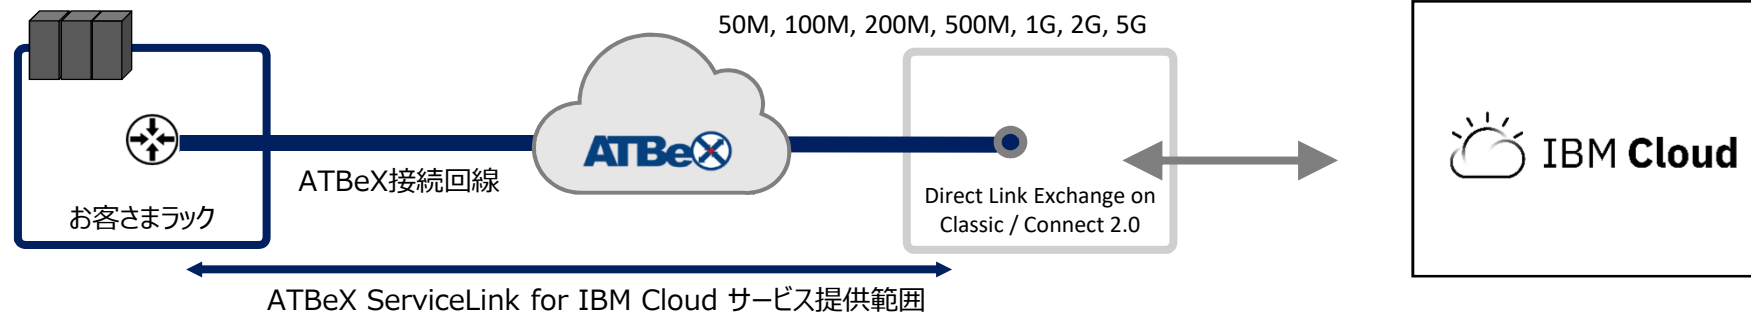 50M, 100M, 200M, 500M, 1G, 2G, 5G
ATBeX
IBM Cloud
ATBeX接続回線
お客さまラック
Direct Link Exchange on
Classic / Connect 2.0
ATBeX ServiceLink for IBM Cloud サービス提供範囲